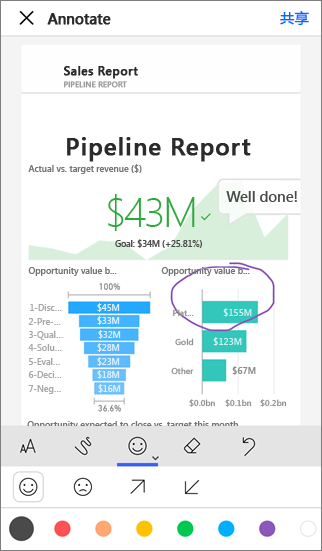 Annotate 共享
Sales Report
PIPELINE REPORT
Pipeline Report
Actual vs. target revenue ($)
Well done!
$43M
Goal: $34M (+25.81%)
Opportunity value b...
100%
1-Disc... $45M
2-Pre-... $33M
3-Qual... $32M
4-Solu... $28M
5-Eval... $23M
6-Deci... $18M
7-Neg... $16M
36.6%
Opportunity value b...
Plat... $155M
Gold $123M
Other $67M
$0.0bn $0.1bn $0.2bn
Opportunity expected to close vs. target this month
AA